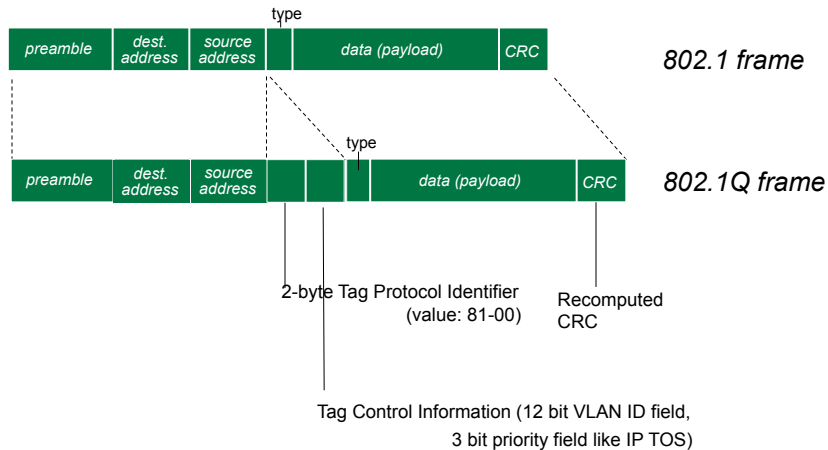 type
preamble
dest.
address
source
address
data (payload)
CRC
802.1 frame
type
preamble
dest.
address
source
address
data (payload)
CRC
802.1Q frame
2-byte Tag Protocol Identifier
(value: 81-00)
Recomputed
CRC
Tag Control Information (12 bit VLAN ID field,
3 bit priority field like IP TOS)